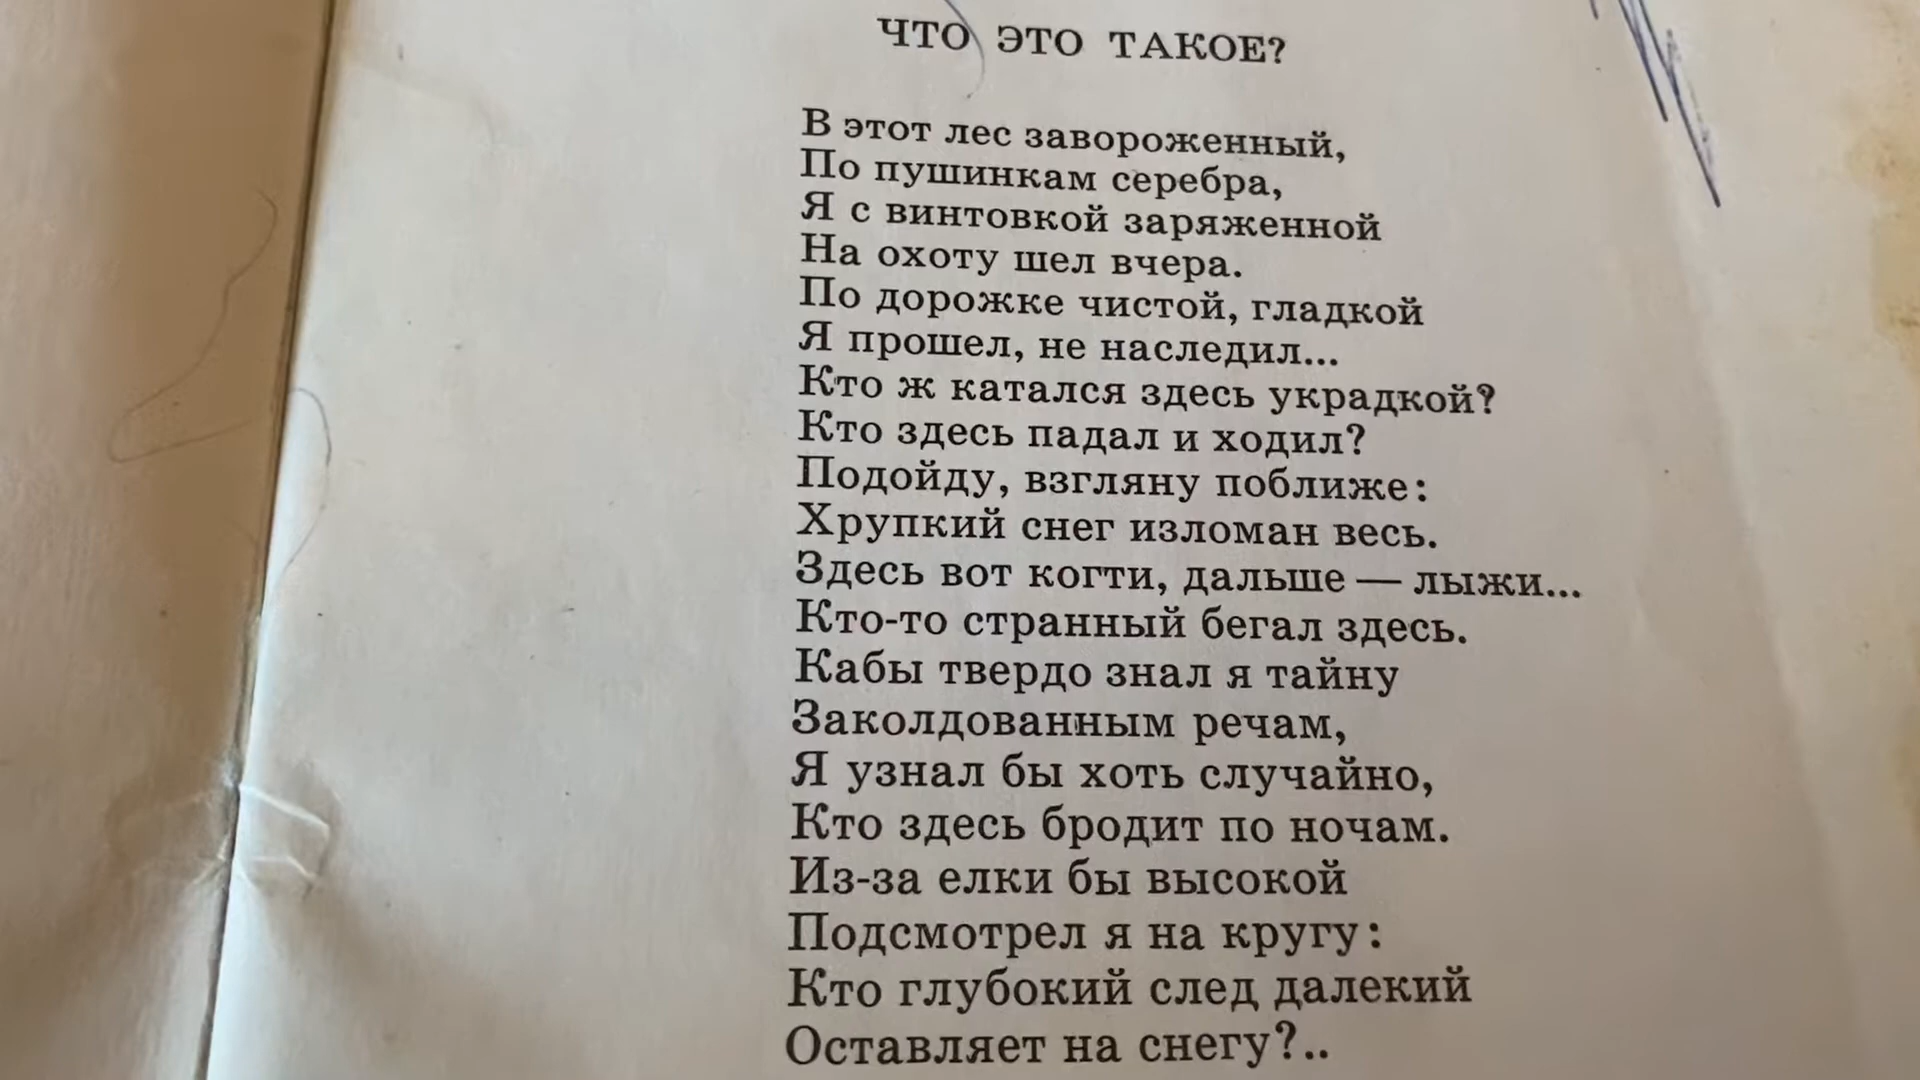 ЧТО ЭТО ТАКОЕ?
В этот лес завороженный,
По пушинкам серебра,
Я с винтовкой заряженной
На охоту шел вчера.
По дорожке чистой, гладкой
Я прошел, не наследил...
Кто ж катался здесь украдкой?
Кто здесь падал и ходил?
Подойду, взгляну поближе:
Хрупкий снег изломан весь.
Здесь вот когти, дальше — лыжи...
Кто-то странный бегал здесь.
Кабы твердо знал я тайну
Заколдованным речам,
Я узнал бы хоть случайно,
Кто здесь бродит по ночам.
Из-за елки бы высокой
Подсмотрел я на кругу:
Кто глубокий след далекий
Оставляет на снегу?..